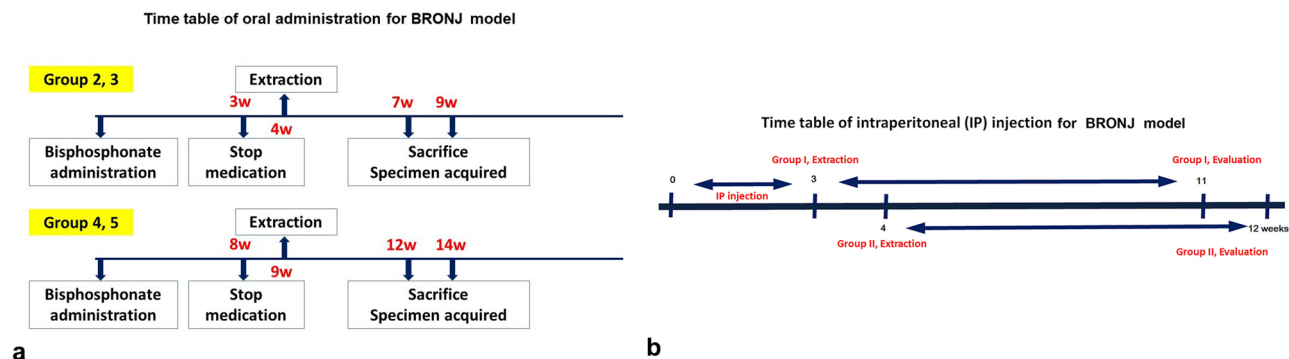 Time table of oral administration for BRONJ model
Group 2, 3
Extraction
3w
7w
9w
4w
Bisphosphonate
administration
Stop
medication
Sacrifice
Specimen acquired
Group 4, 5
Extraction
8w
12w
14w
9w
Bisphosphonate
administration
Stop
medication
Sacrifice
Specimen acquired
a
Time table of intraperitoneal (IP) injection for BRONJ model
Group I, Extraction
Group I, Evaluation
0
3
11
IP injection
4
12 weeks
Group II, Extraction
Group II, Evaluation
b